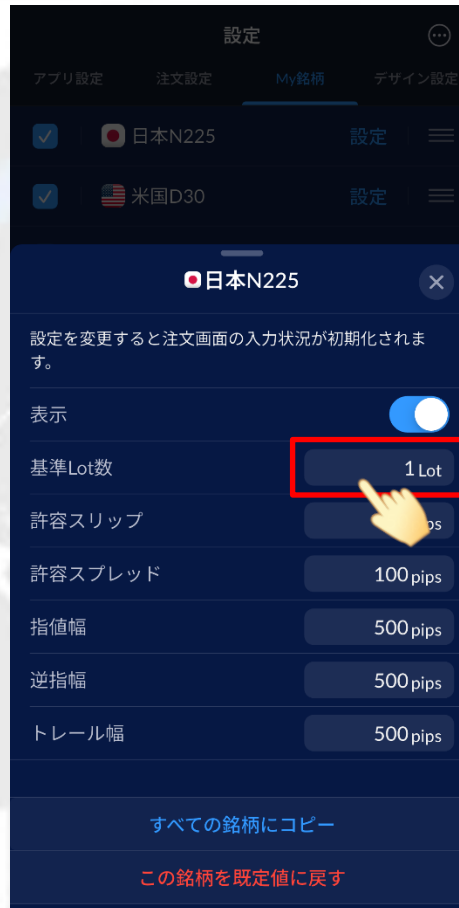 設定
アプリ設定 注文設定 My銘柄 デザイン設定
日本N225 設定
米国D30 設定
日本N225
設定を変更すると注文画面の入力状況が初期化されま
す。
表示
基準Lot数 1 Lot
許容スリップ
許容スプレッド 100 pips
指値幅 500 pips
逆指幅 500 pips
トレール幅 500 pips
すべての銘柄にコピー
この銘柄を既定値に戻す